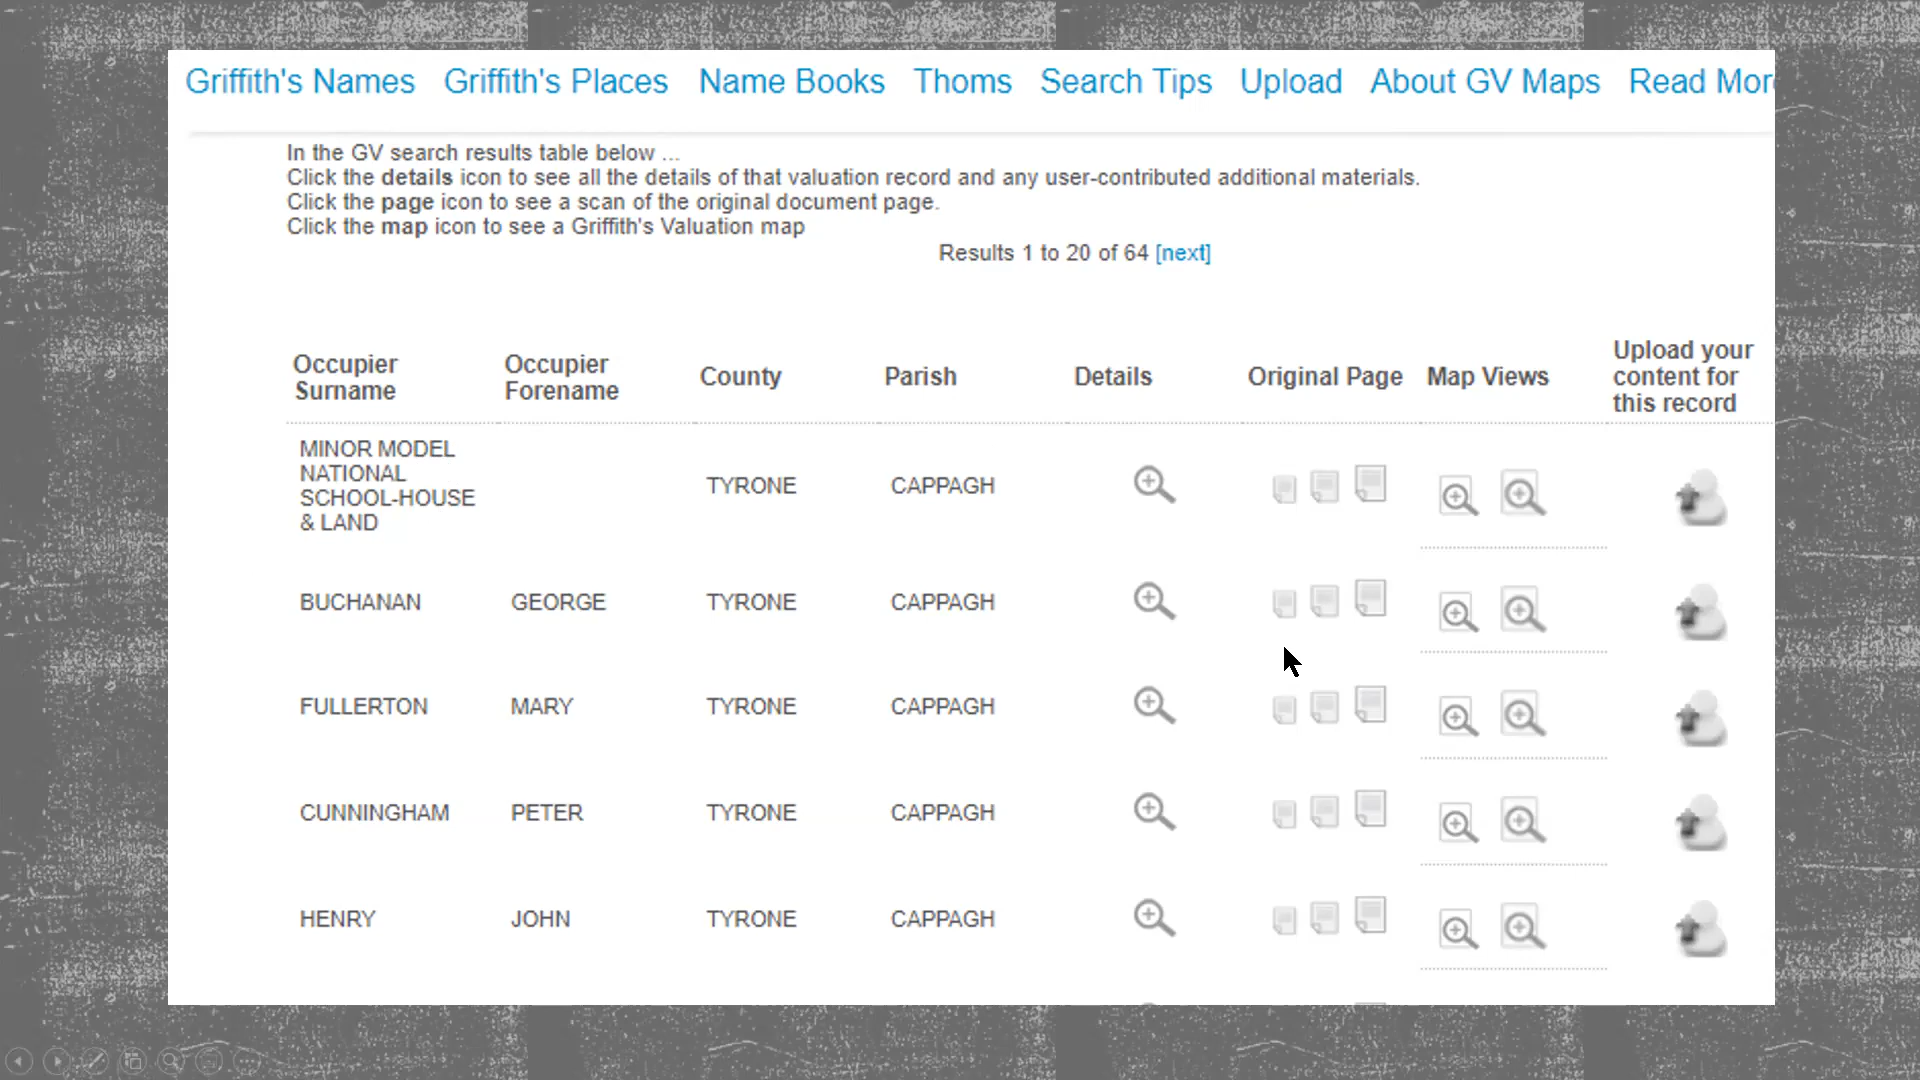 Griffith's Names Griffith's Places Name Books Thoms Search Tips Upload About GV Maps Read Mor
In the GV search results table below ...
Click the details icon to see all the details of that valuation record and any user-contributed additional materials.
Click the page icon to see a scan of the original document page.
Click the map icon to see a Griffith's Valuation map
Results 1 to 20 of 64 [next]
Occupier Surname Occupier Forename County Parish Details Original Page Map Views Upload your content for this record
MINOR MODEL NATIONAL SCHOOL-HOUSE & LAND TYRONE CAPPAGH
BUCHANAN GEORGE TYRONE CAPPAGH
FULLERTON MARY TYRONE CAPPAGH
CUNNINGHAM PETER TYRONE CAPPAGH
HENRY JOHN TYRONE CAPPAGH